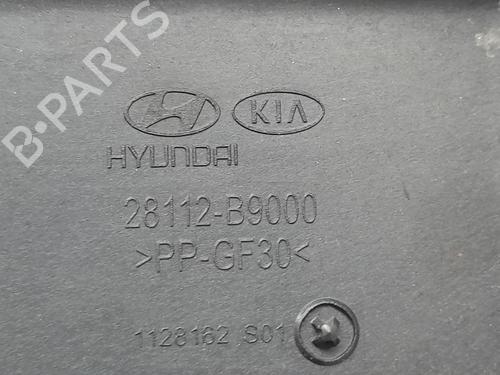 B-PARTS
KIA
HYUNDAI
28112-B9000
>PP-GF30<
1128162 S01